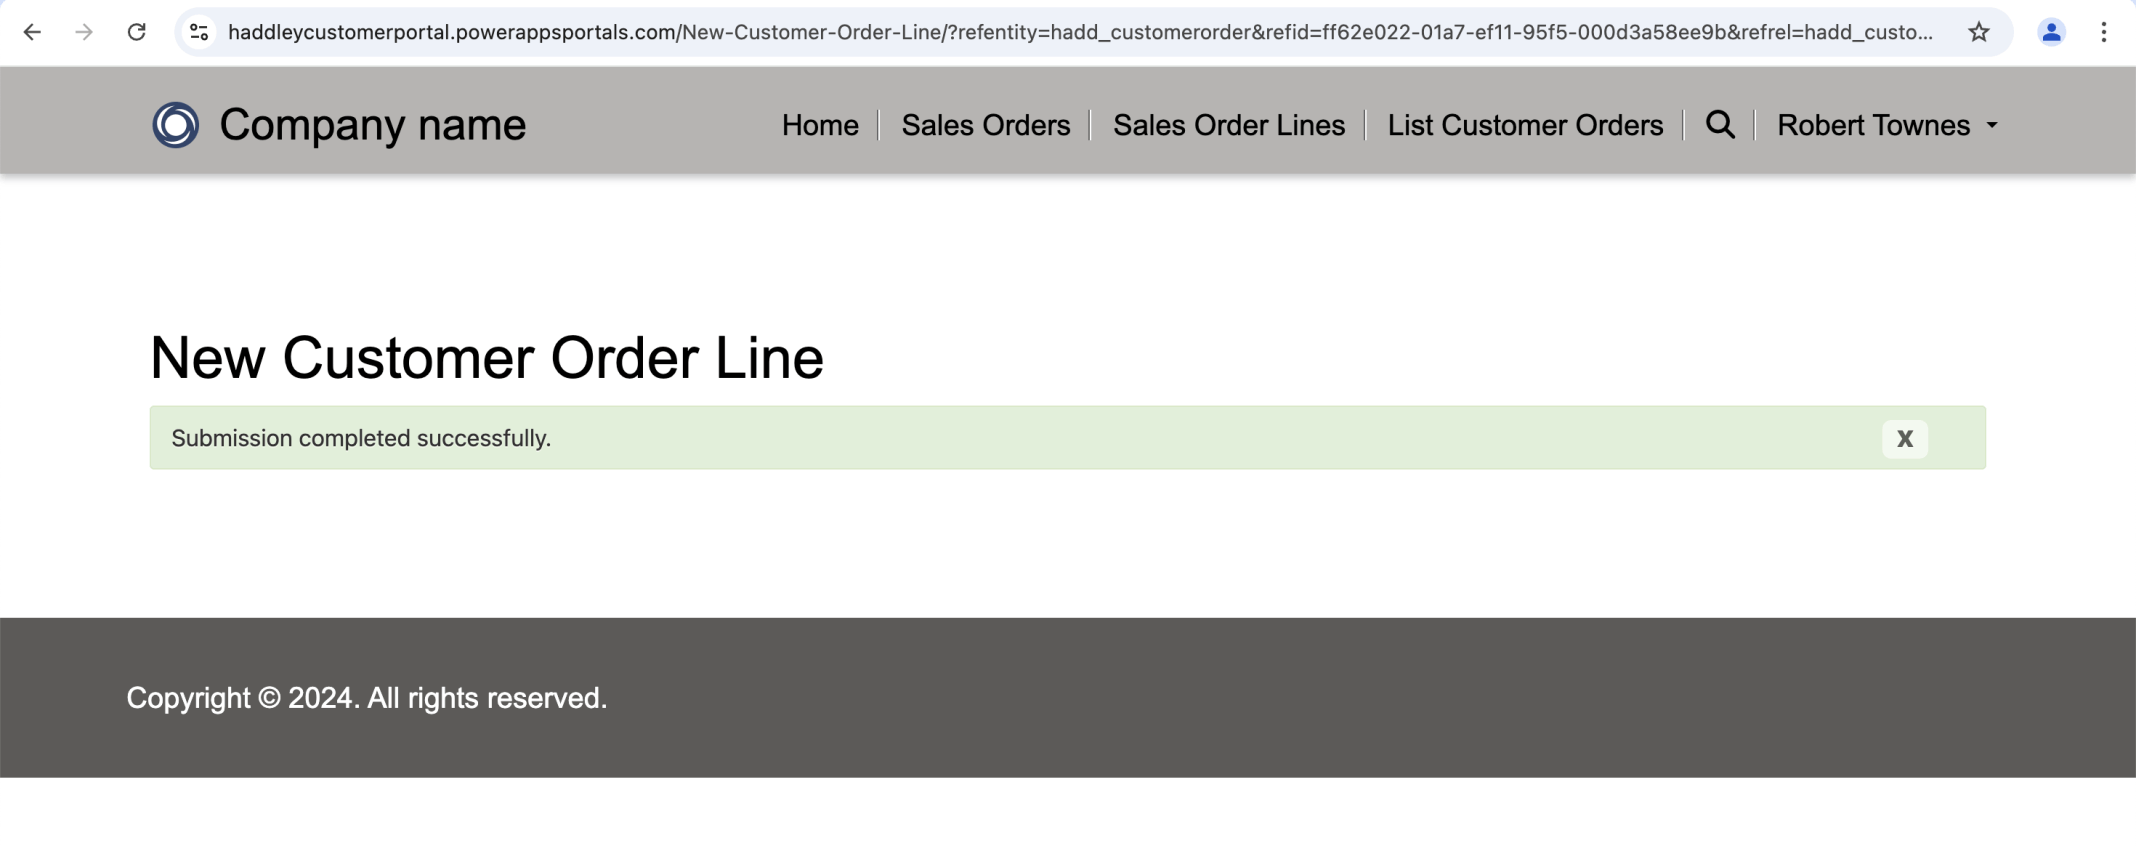 haddleycustomerportal.powerappsportals.com/New-Customer-Order-Line/?refentity=hadd_customerorder&refid=ff62e022-01a7-ef11-95f5-000d3a58ee9b&refrel=hadd_custo...
Company name
Home
Sales Orders
Sales Order Lines
List Customer Orders
Robert Townes
New Customer Order Line
Submission completed successfully.
X
Copyright © 2024. All rights reserved.